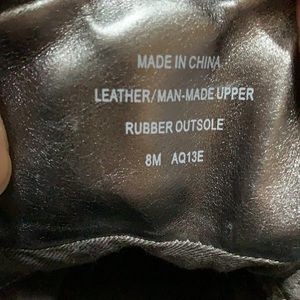 MADE IN CHINA
LEATHER/MAN-MADE UPPER
RUBBER OUTSOLE
8M AQ13E